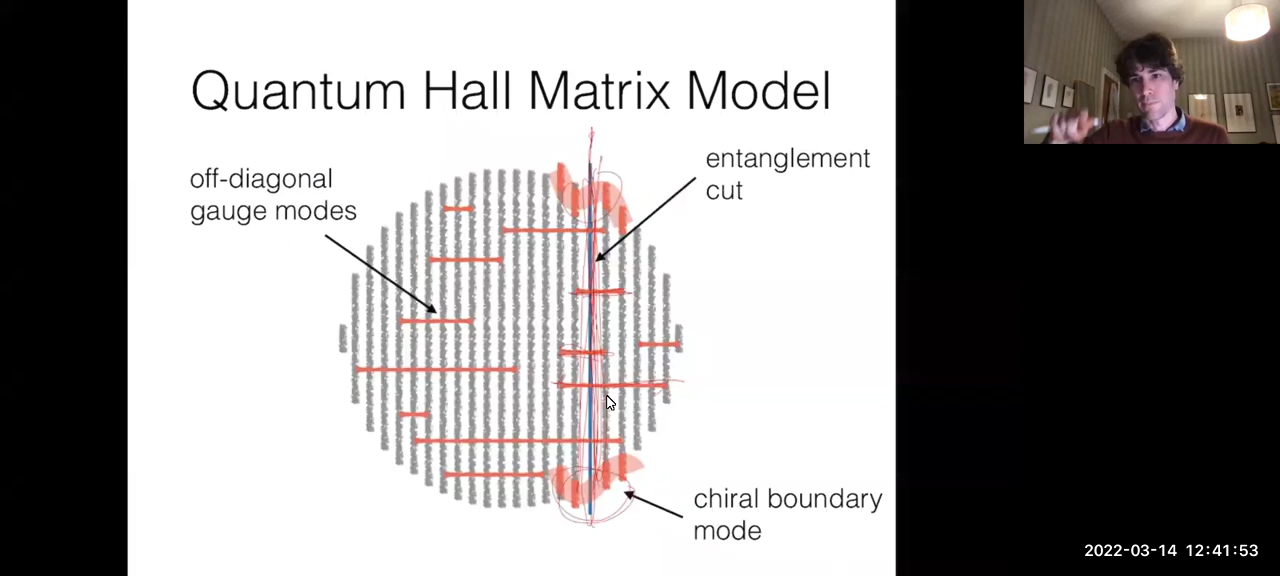 Quantum Hall Matrix Model
off-diagonal
gauge modes
entanglement
cut
chiral boundary
mode
2022-03-14 12:41:53